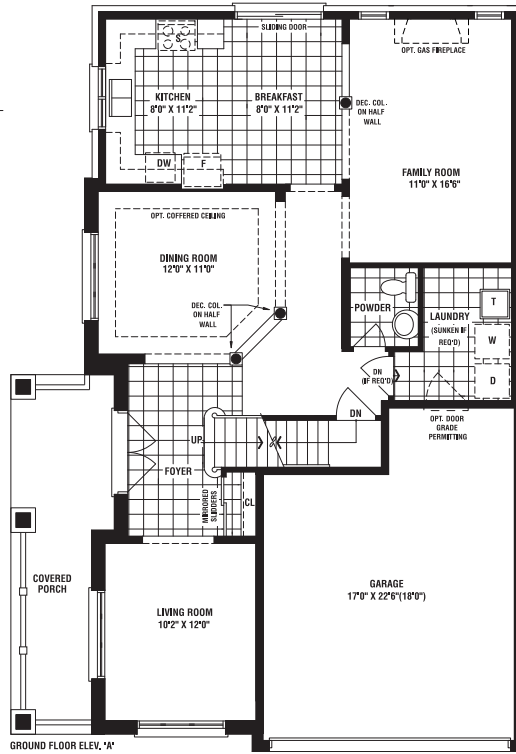 SLIDING DOOR
S
OPT. GAS FIREPLACE
KITCHEN
8'0" X 11'2"
BREAKFAST
8'0" X 11'2"
DEC. COL.
ON HALF
WALL
DW
F
FAMILY ROOM
11'0" X 16'6"
OPT. COFFERED CEILING
DINING ROOM
12'0" X 11'0"
DEC. COL.
ON HALF
WALL
POWDER
LAUNDRY
(SUNKEN IF
REQ'D)
T
W
D
DN
(IF REQ'D)
DN
OPT. DOOR
GRADE
PERMITTING
UP
FOYER
MIRRORED
SLIDERS
CL
COVERED
PORCH
LIVING ROOM
10'2" X 12'0"
GARAGE
17'0" X 22'6"(18'0")
GROUND FLOOR ELEV. 'A'